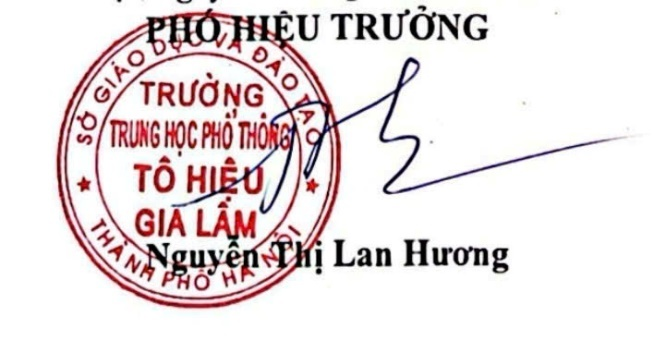 PHÓ HIỆU TRƯỞNG
SỞ GIÁO DỤC VÀ ĐÀO TẠO
TRƯỜNG
TRUNG HỌC PHỔ THÔNG
TÔ HIỆU
GIA LÂM
THÀNH PHỐ HÀ NỘI
Nguyễn Thị Lan Hương